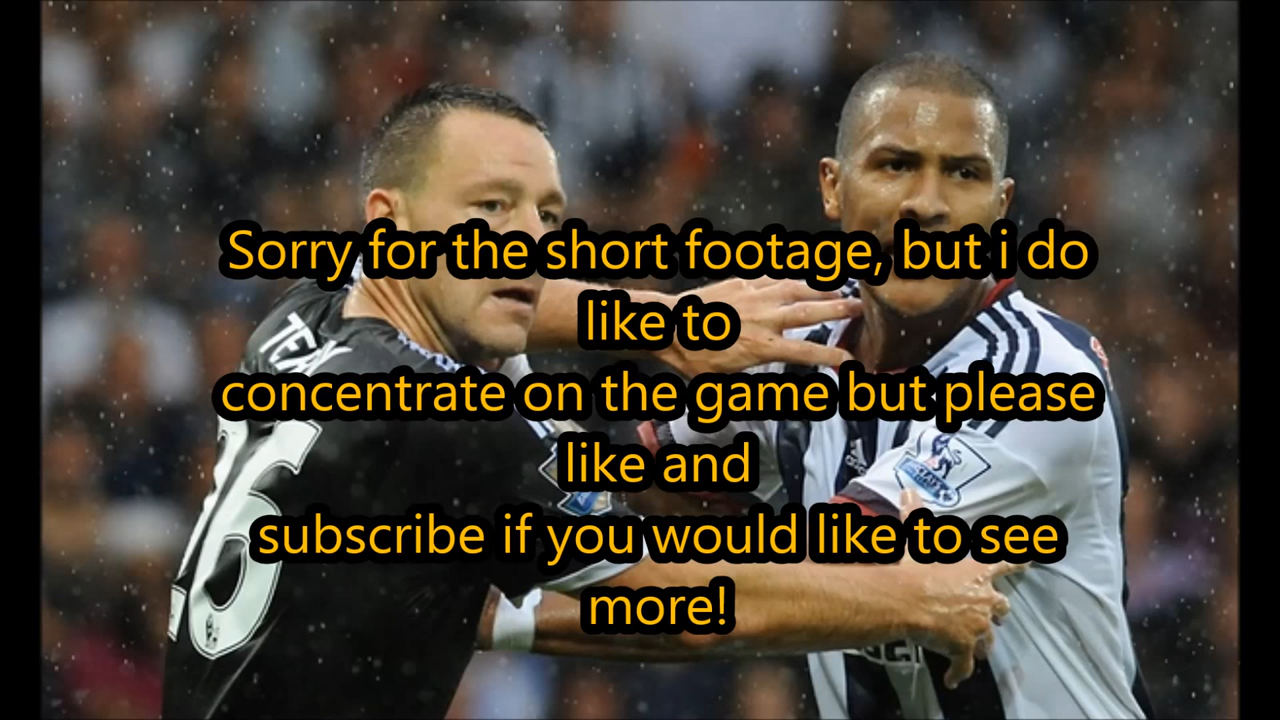 Sorry for the short footage, but i do
like to
concentrate on the game but please
like and
subscribe if you would like to see
more!
26